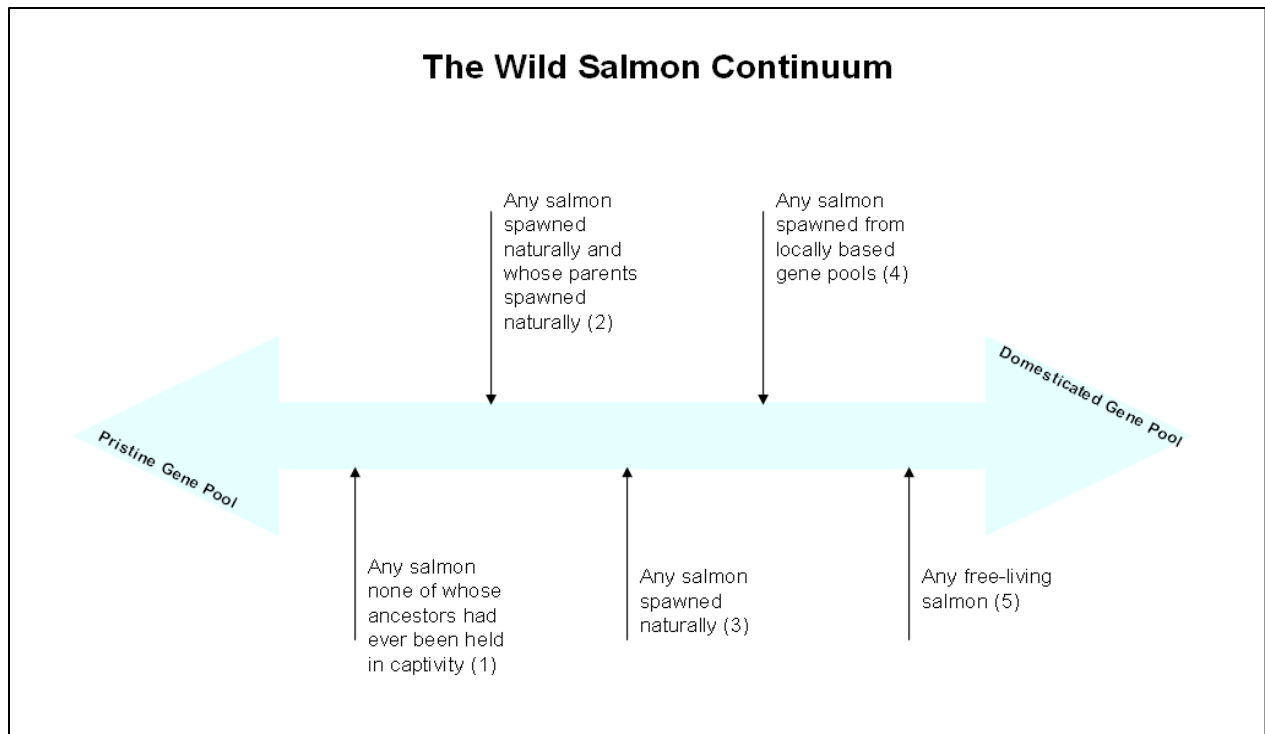 The Wild Salmon Continuum
Any salmon
spawned
naturally and
whose parents
spawned
naturally (2)
Any salmon
spawned from
locally based
gene pools (4)
Pristine Gene Pool
Domesticated Gene Pool
Any salmon
none of whose
ancestors had
ever been held
in captivity (1)
Any salmon
spawned
naturally (3)
Any free-living
salmon (5)